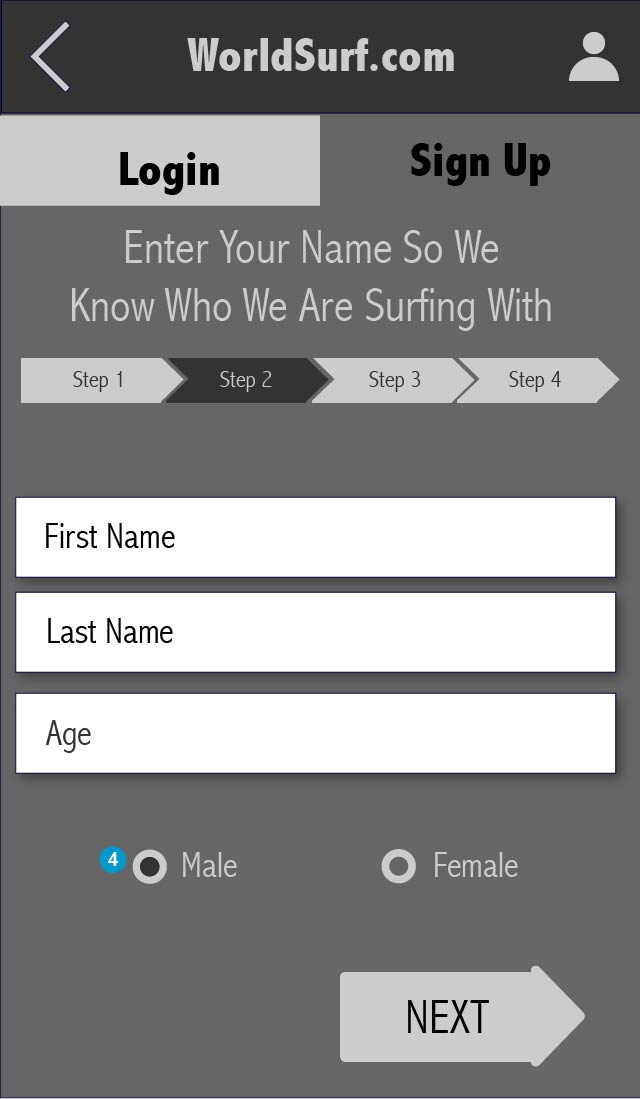 WorldSurf.com
Login
Sign Up
Enter Your Name So We
Know Who We Are Surfing With
Step 1
Step 2
Step 3
Step 4
First Name
Last Name
Age
4
Male
Female
NEXT